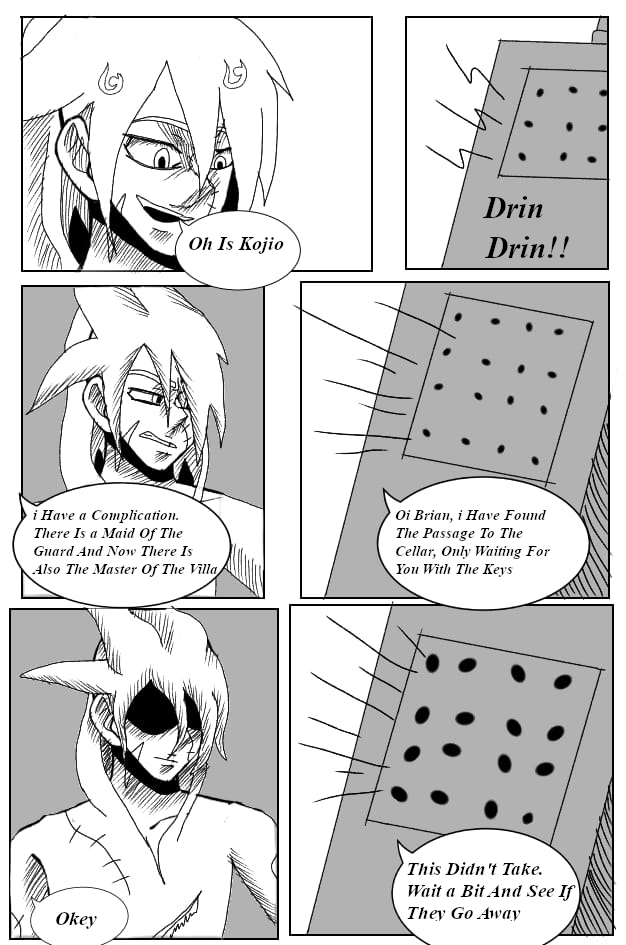 Drin
Drin!!
Oh Is Kojio
Oi Brian, i Have Found
The Passage To The
Cellar, Only Waiting For
You With The Keys
i Have a Complication.
There Is a Maid Of The
Guard And Now There Is
Also The Master Of The Villa
This Didn't Take.
Wait a Bit And See If
They Go Away
Okey